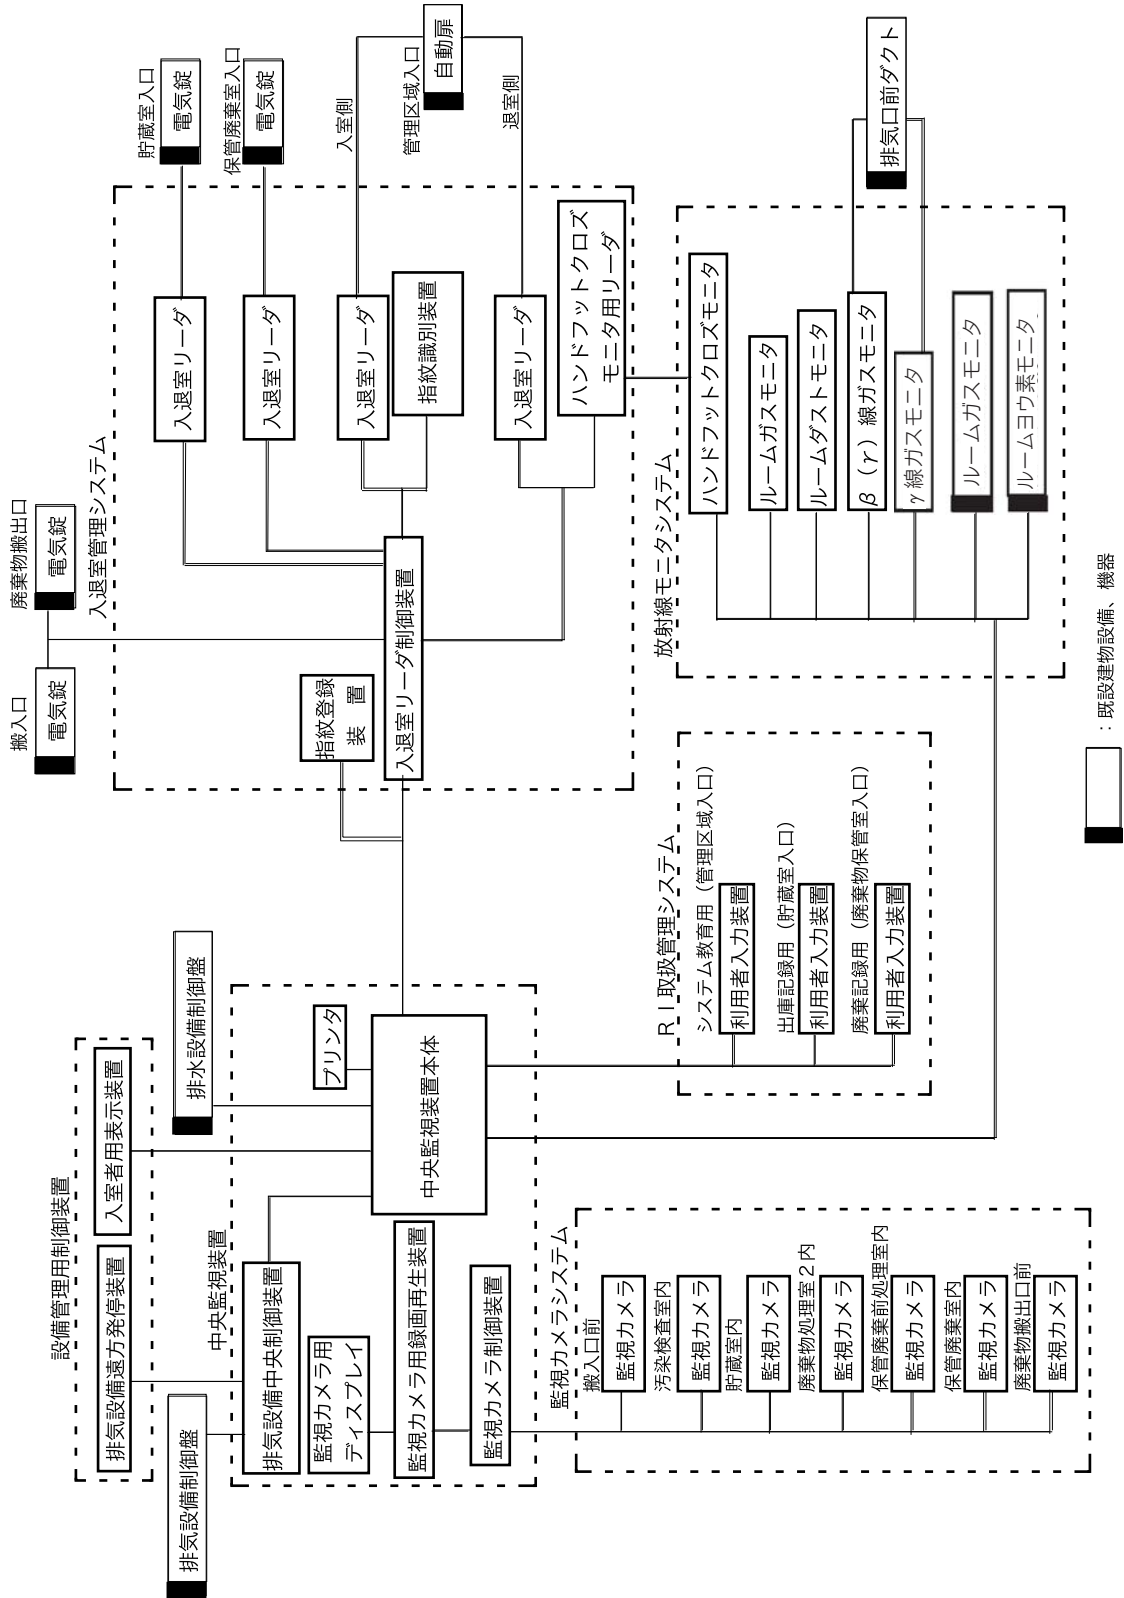 設備管理用制御装置
排気設備遠方発停装置
入室者用表示装置
排気設備制御盤
排水設備制御盤
中央監視装置
排気設備中央制御装置
監視カメラ用
ディスプレイ
監視カメラ用録画再生装置
監視カメラ制御装置
プリンタ
中央監視装置本体
監視カメラシステム
搬入口前
監視カメラ
汚染検査室内
監視カメラ
貯蔵室内
監視カメラ
廃棄物処理室2内
監視カメラ
保管廃棄前処理室内
監視カメラ
保管廃棄室内
監視カメラ
廃棄物搬出口前
監視カメラ
RI取扱管理システム
システム教育用(管理区域入口)
利用者入力装置
出庫記録用(貯蔵室入口)
利用者入力装置
廃棄記録用(廃棄物保管室入口)
利用者入力装置
搬入口
電気錠
廃棄物搬出口
電気錠
入退室管理システム
指紋登録
装 置
入退室リーダ制御装置
入退室リーダ
入退室リーダ
入退室リーダ
指紋識別装置
入退室リーダ
ハンドフットクロズ
モニタ用リーダ
貯蔵室入口
電気錠
保管廃棄室入口
電気錠
入室側
管理区域入口
自動扉
退室側
放射線モニタシステム
ハンドフットクロズモニタ
ルームガスモニタ
ルームダストモニタ
β(γ)線ガスモニタ
γ線ガスモニタ
ルームガスモニタ
ルームヨウ素モニタ
排気口前ダクト
:既設建物設備、機器